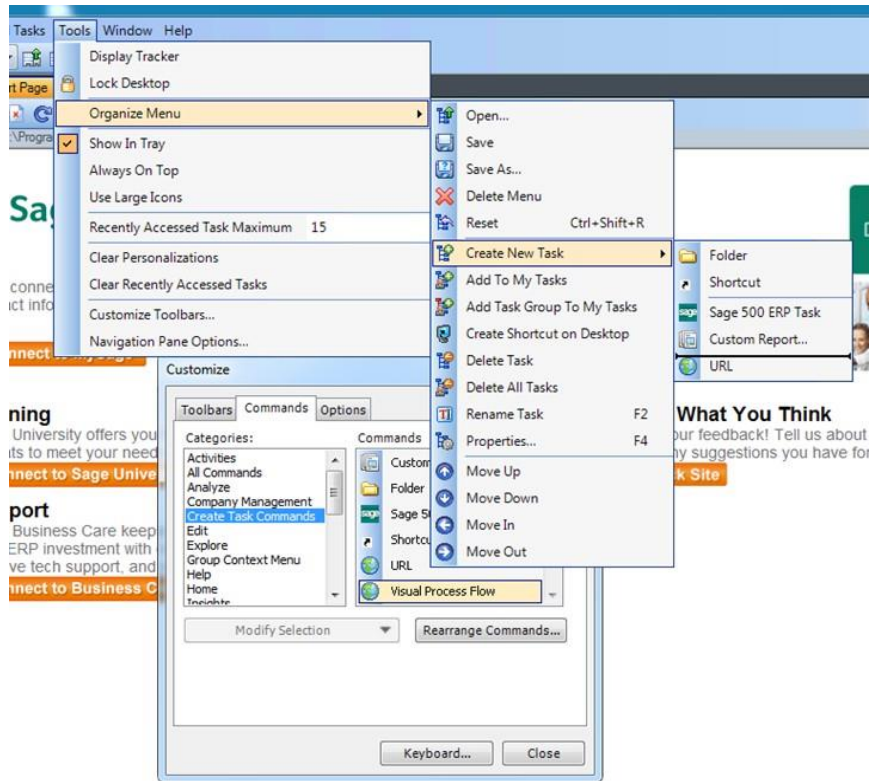 Tasks Tools Window Help
Display Tracker
Lock Desktop
rt Page
Organize Menu
:\Progra
Show In Tray
Always On Top
Use Large Icons
Recently Accessed Task Maximum 15
Clear Personalizations
Clear Recently Accessed Tasks
Customize Toolbars...
Navigation Pane Options...
Open...
Save
Save As...
Delete Menu
Reset Ctrl+Shift+R
Create New Task
Add To My Tasks
Add Task Group To My Tasks
Create Shortcut on Desktop
Delete Task
Delete All Tasks
Rename Task F2
Properties... F4
Move Up
Move Down
Move In
Move Out
Folder
Shortcut
sage Sage 500 ERP Task
Custom Report...
URL
Sa
conne
ct info
nnect to MySage
ning
University offers you
ts to meet your need
nnect to Sage Unive
port
Business Care keep
ERP investment with
ve tech support, and
nnect to Business C
What You Think
our feedback! Tell us about
ny suggestions you have for
k Site
Customize
Toolbars Commands Options
Categories:
Activities
All Commands
Analyze
Company Management
Create Task Commands
Edit
Explore
Group Context Menu
Help
Home
Insights
Commands
Custom
Folder
sage Sage 50
Shortcu
URL
Visual Process Flow
Modify Selection
Rearrange Commands...
Keyboard...
Close